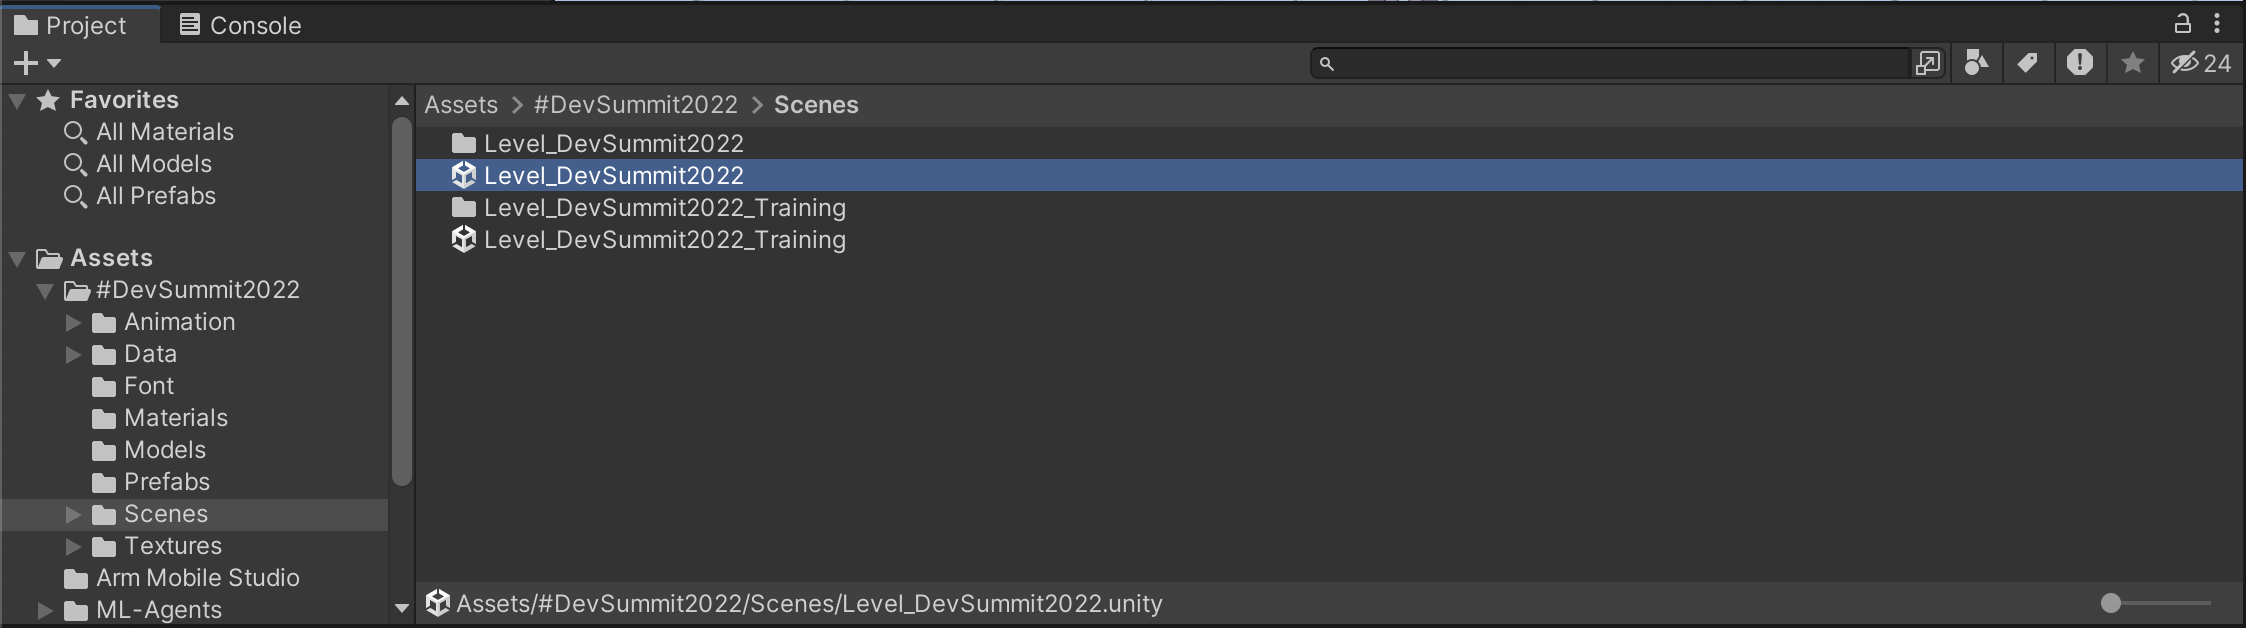 Project
Console
24
Favorites
All Materials
All Models
All Prefabs
Assets
#DevSummit2022
Animation
Data
Font
Materials
Models
Prefabs
Scenes
Textures
Arm Mobile Studio
ML-Agents
Assets > #DevSummit2022 > Scenes
Level_DevSummit2022
Level_DevSummit2022
Level_DevSummit2022_Training
Level_DevSummit2022_Training
Assets/#DevSummit2022/Scenes/Level_DevSummit2022.unity